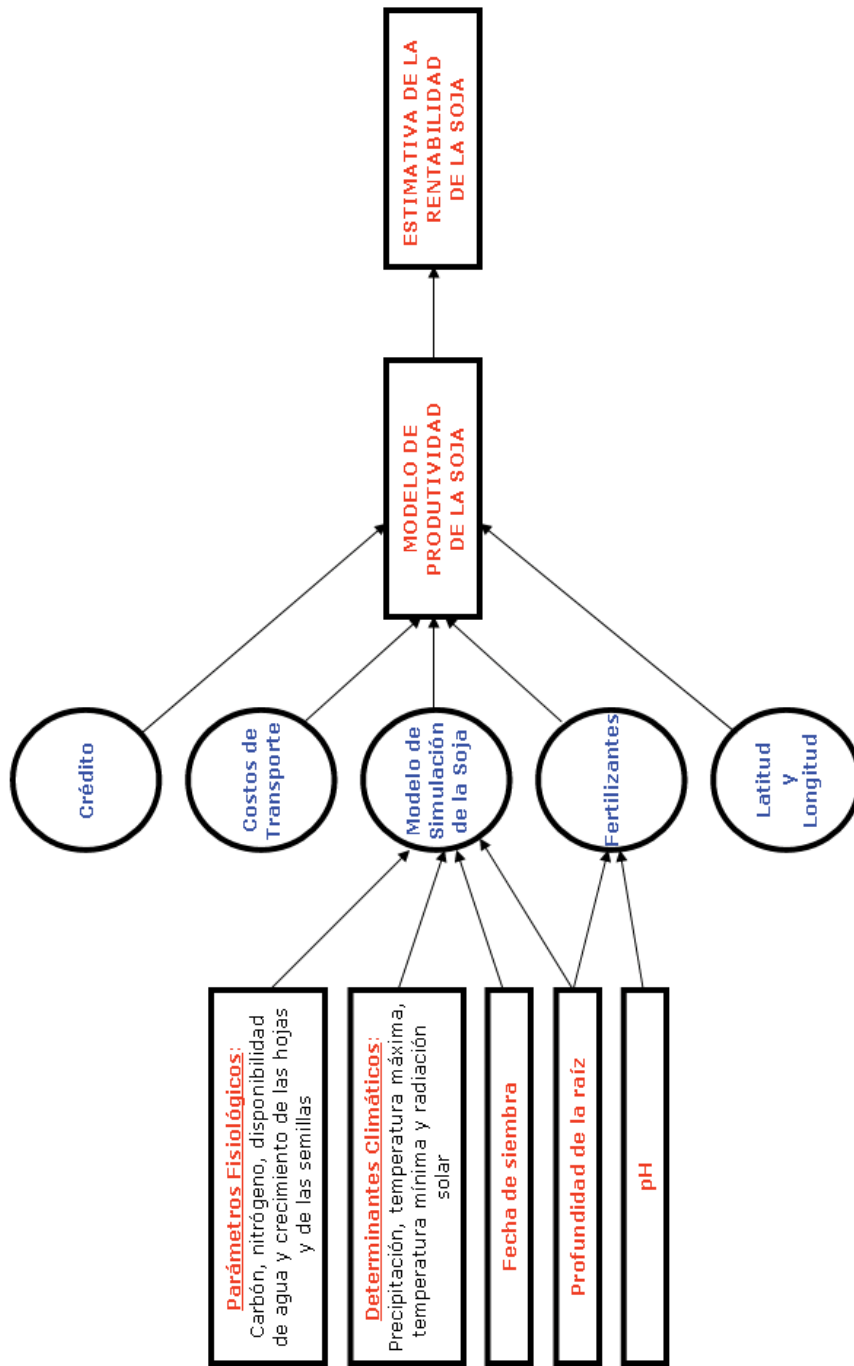 Parámetros Fisiológicos:
Carbón, nitrógeno, disponibilidad
de agua y crecimiento de las hojas
y de las semillas
Determinantes Climáticos:
Precipitación, temperatura máxima,
temperatura mínima y radiación
solar
Fecha de siembra
Profundidad de la raíz
pH
Crédito
Costos de
Transporte
Modelo de
Simulación
de la Soja
Fertilizantes
Latitud
y
Longitud
MODELO DE
PRODUTIVIDAD
DE LA SOJA
ESTIMATIVA DE LA
RENTABILIDAD
DE LA SOJA